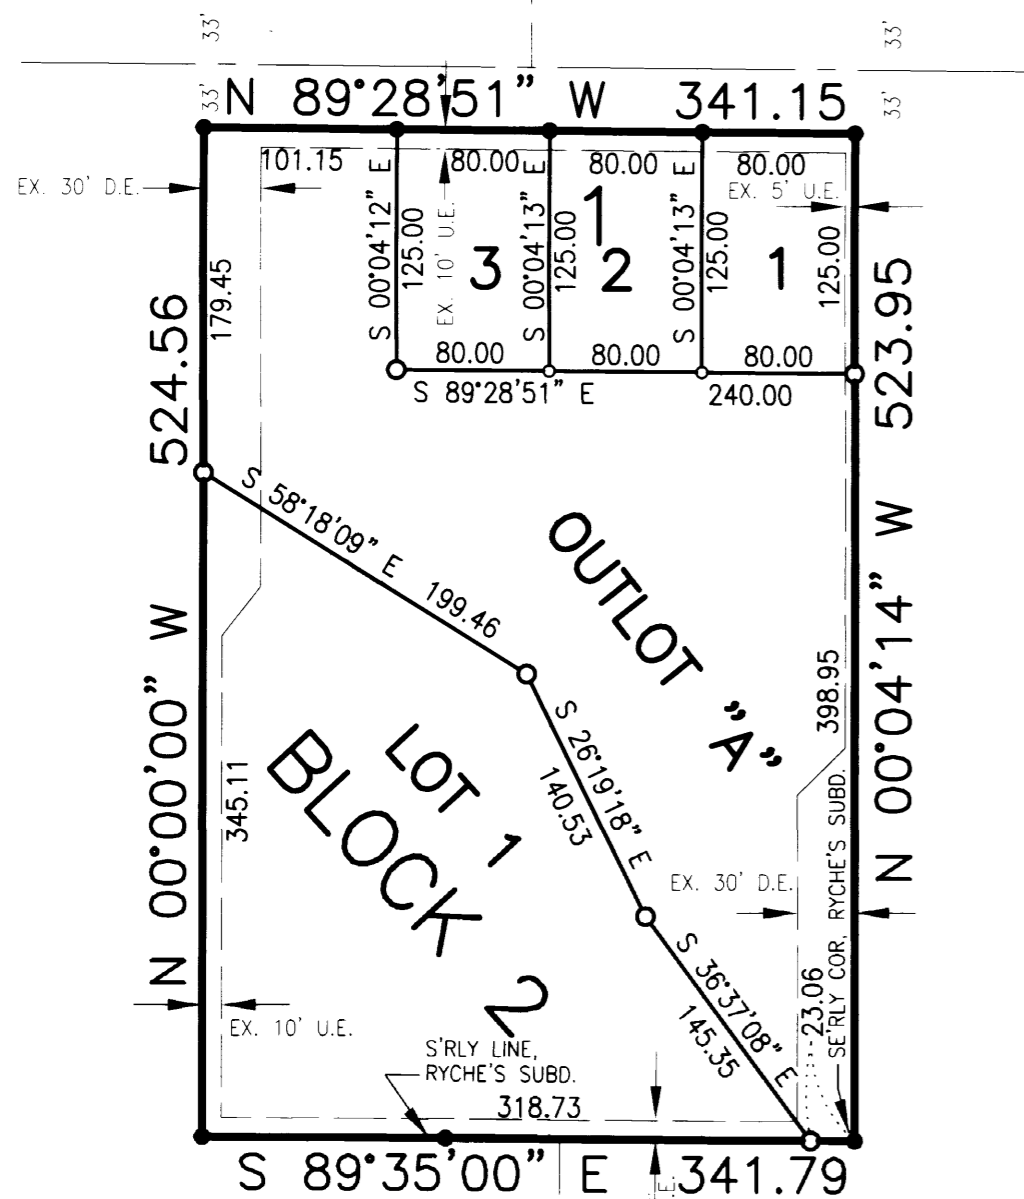 33'
33'
33'
33'
N 89°28'51" W 341.15
101.15
80.00
80.00
80.00
EX. 30' D.E.
EX. 5' U.E.
S 00°04'12" E
125.00
EX. 10' U.E.
S 00°04'13" E
125.00
S 00°04'13" E
125.00
125.00
1
3
2
1
179.45
524.56
523.95
80.00
80.00
80.00
S 89°28'51" E
240.00
S 58°18'09" E 199.46
OUTLOT "A"
N 00°00'00" W
N 00°04'14" W
398.95
345.11
LOT 1
BLOCK 2
S 26°19'18" E
140.53
EX. 30' D.E.
SE'RLY COR, RYCHE'S SUBD.
S 36°37'08" E
145.35
23.06
EX. 10' U.E.
S'RLY LINE,
RYCHE'S SUBD.
318.73
S 89°35'00" E 341.79